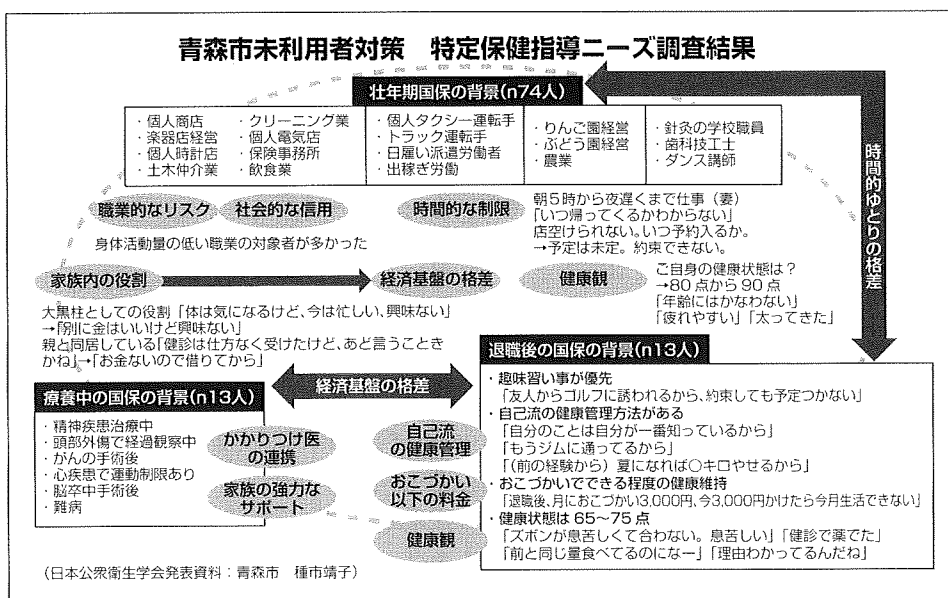 青森市未利用者対策　特定保健指導ニーズ調査結果
壮年期国保の背景(n74人)
・個人商店
・楽器店経営
・個人時計店
・土木仲介業
・クリーニング業
・個人電気店
・保険事務所
・飲食業
・個人タクシー運転手
・トラック運転手
・日雇い派遣労働者
・出稼ぎ労働
・りんご園経営
・ぶどう園経営
・農業
・針灸の学校職員
・歯科技工士
・ダンス講師
時間的ゆとりの格差
職業的なリスク
社会的な信用
時間的な制限
朝5時から夜遅くまで仕事（妻）
「いつ帰ってくるかわからない」
店空けられない。いつ予約入るか。
→予定は未定。約束できない。
身体活動量の低い職業の対象者が多かった
家族内の役割
経済基盤の格差
健康観
ご自身の健康状態は？
→80点から90点
「年齢にはかなわない」
「疲れやすい」「太ってきた」
大黒柱としての役割「体は気になるけど、今は忙しい、興味ない」
→「別に金はいいけど興味ない」
親と同居している「健診は仕方なく受けたけど、あど言うことき
かね」→「お金ないので借りてから」
経済基盤の格差
療養中の国保の背景(n13人)
・精神疾患治療中
・頭部外傷で経過観察中
・がんの手術後
・心疾患で運動制限あり
・脳卒中手術後
・難病
かかりつけ医
の連携
家族の強力な
サポート
自己流
の健康管理
おこづかい
以下の料金
健康観
退職後の国保の背景(n13人)
・趣味習い事が優先
「友人からゴルフに誘われるから、約束しても予定つかない」
・自己流の健康管理方法がある
「自分のことは自分が一番知っているから」
「もうジムに通ってるから」
「（前の経験から）夏になれば○キロやせるから」
・おこづかいでできる程度の健康維持
「退職後、月におこづかい3,000円、今3,000円かけたら今月生活できない」
・健康状態は65〜75点
「ズボンが息苦しくて合わない。息苦しい」「健診で薬でた」
「前と同じ量食べてるのになー」「理由わかってるんだね」
（日本公衆衛生学会発表資料：青森市　種市靖子）